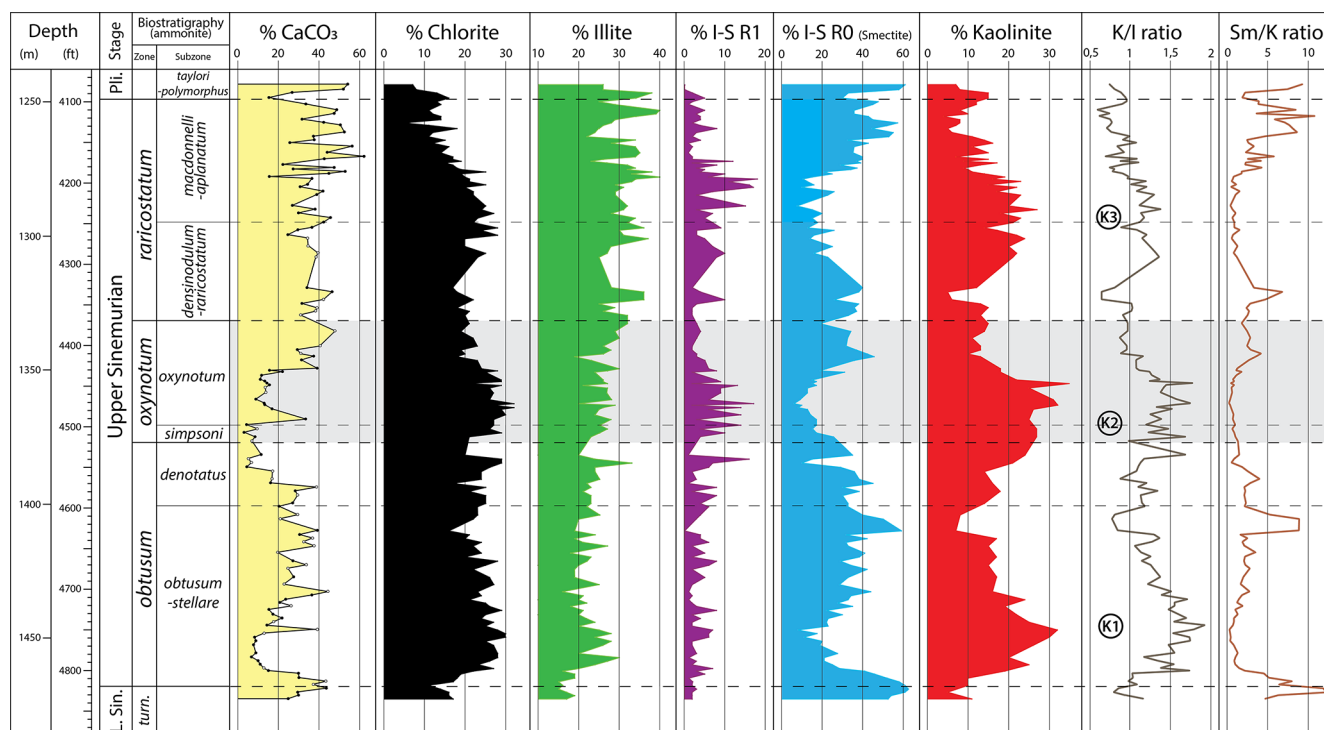 Depth
(m) (ft)
Stage
Biostratigraphy
(ammonite)
Zone Subzone
% CaCO₃
0 20 40 60
% Chlorite
0 10 20 30
% Illite
10 20 30 40
% I-S R1
0 10 20
% I-S R0 (Smectite)
0 20 40 60
% Kaolinite
0 10 20 30
K/I ratio
0,5 1 1,5 2
Sm/K ratio
0 5 10
Pli.
taylori
-polymorphus
1250
4100
4200
1300
4300
4400
1350
4500
1400
4600
4700
1450
4800
Upper Sinemurian
L. Sin.
raricostatum
macdonnelli
-aplanatum
densinodulum
-raricostatum
oxynotum
oxynotum
simpsoni
obtusum
denotatus
obtusum
-stellare
turn.
K3
K2
K1